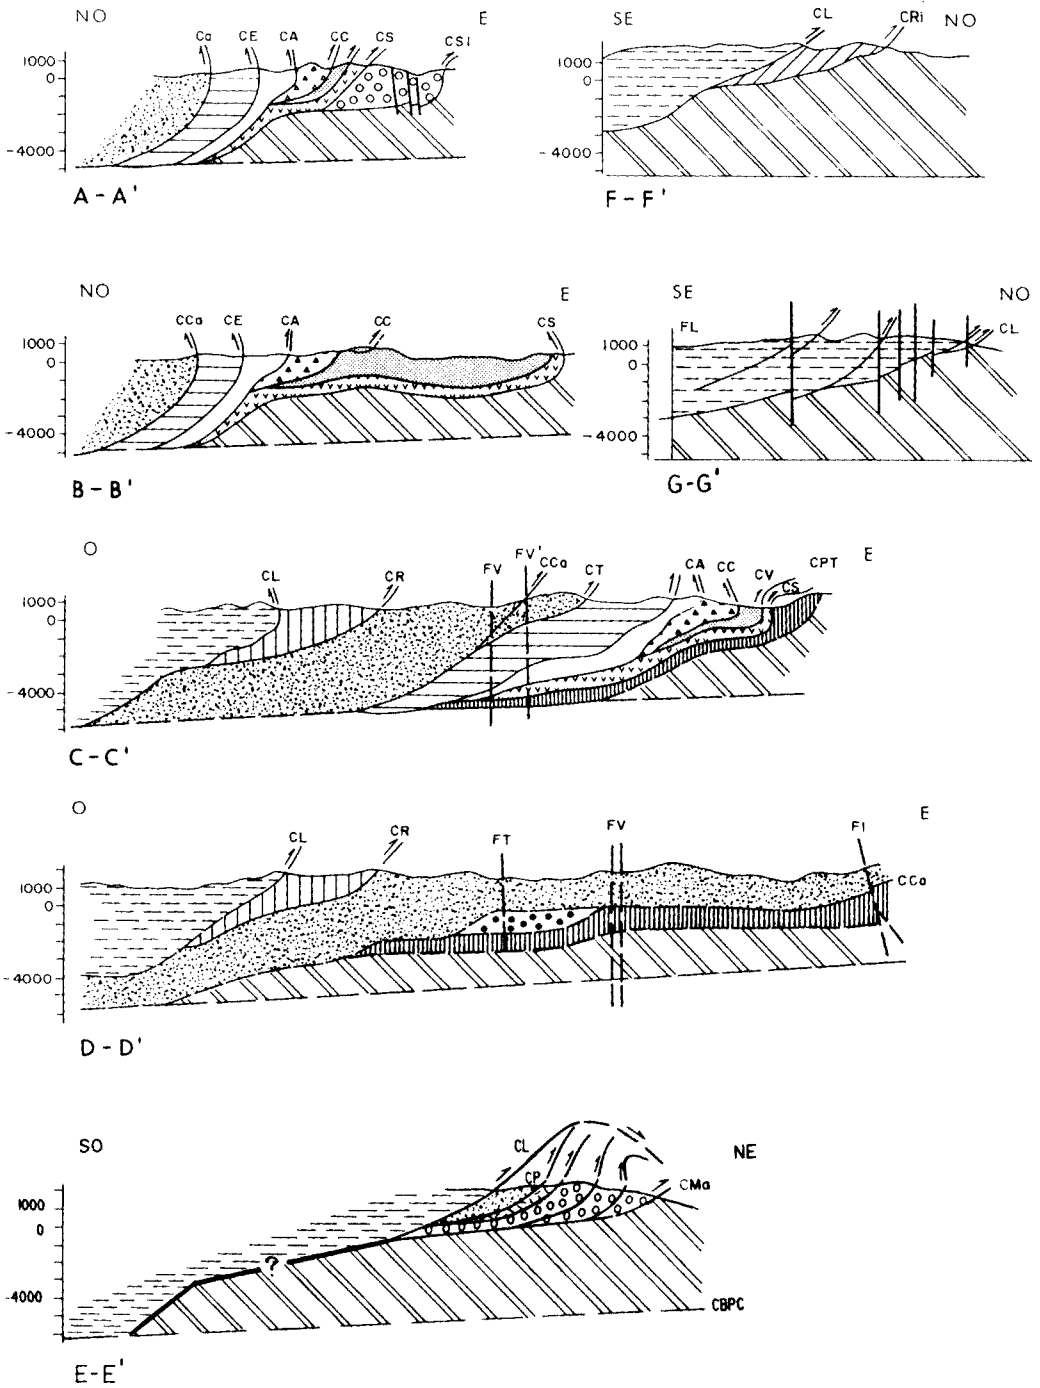 NO E
Ca CE CA CC CS CS1
1000
0
-4000
A-A'
SE CL CRi NO
1000
0
-4000
F-F'
NO E
CCa CE CA CC CS
1000
0
-4000
B-B'
SE NO
FL CL
1000
0
-4000
G-G'
O E
CL CR FV FV' CCa CT CA CC CV CS CPT
1000
0
-4000
C-C'
O E
CL CR FT FV F1 CCa
1000
0
-4000
D-D'
SO NE
CL CP CMa
1000
0
?
-4000
CBPC
E-E'